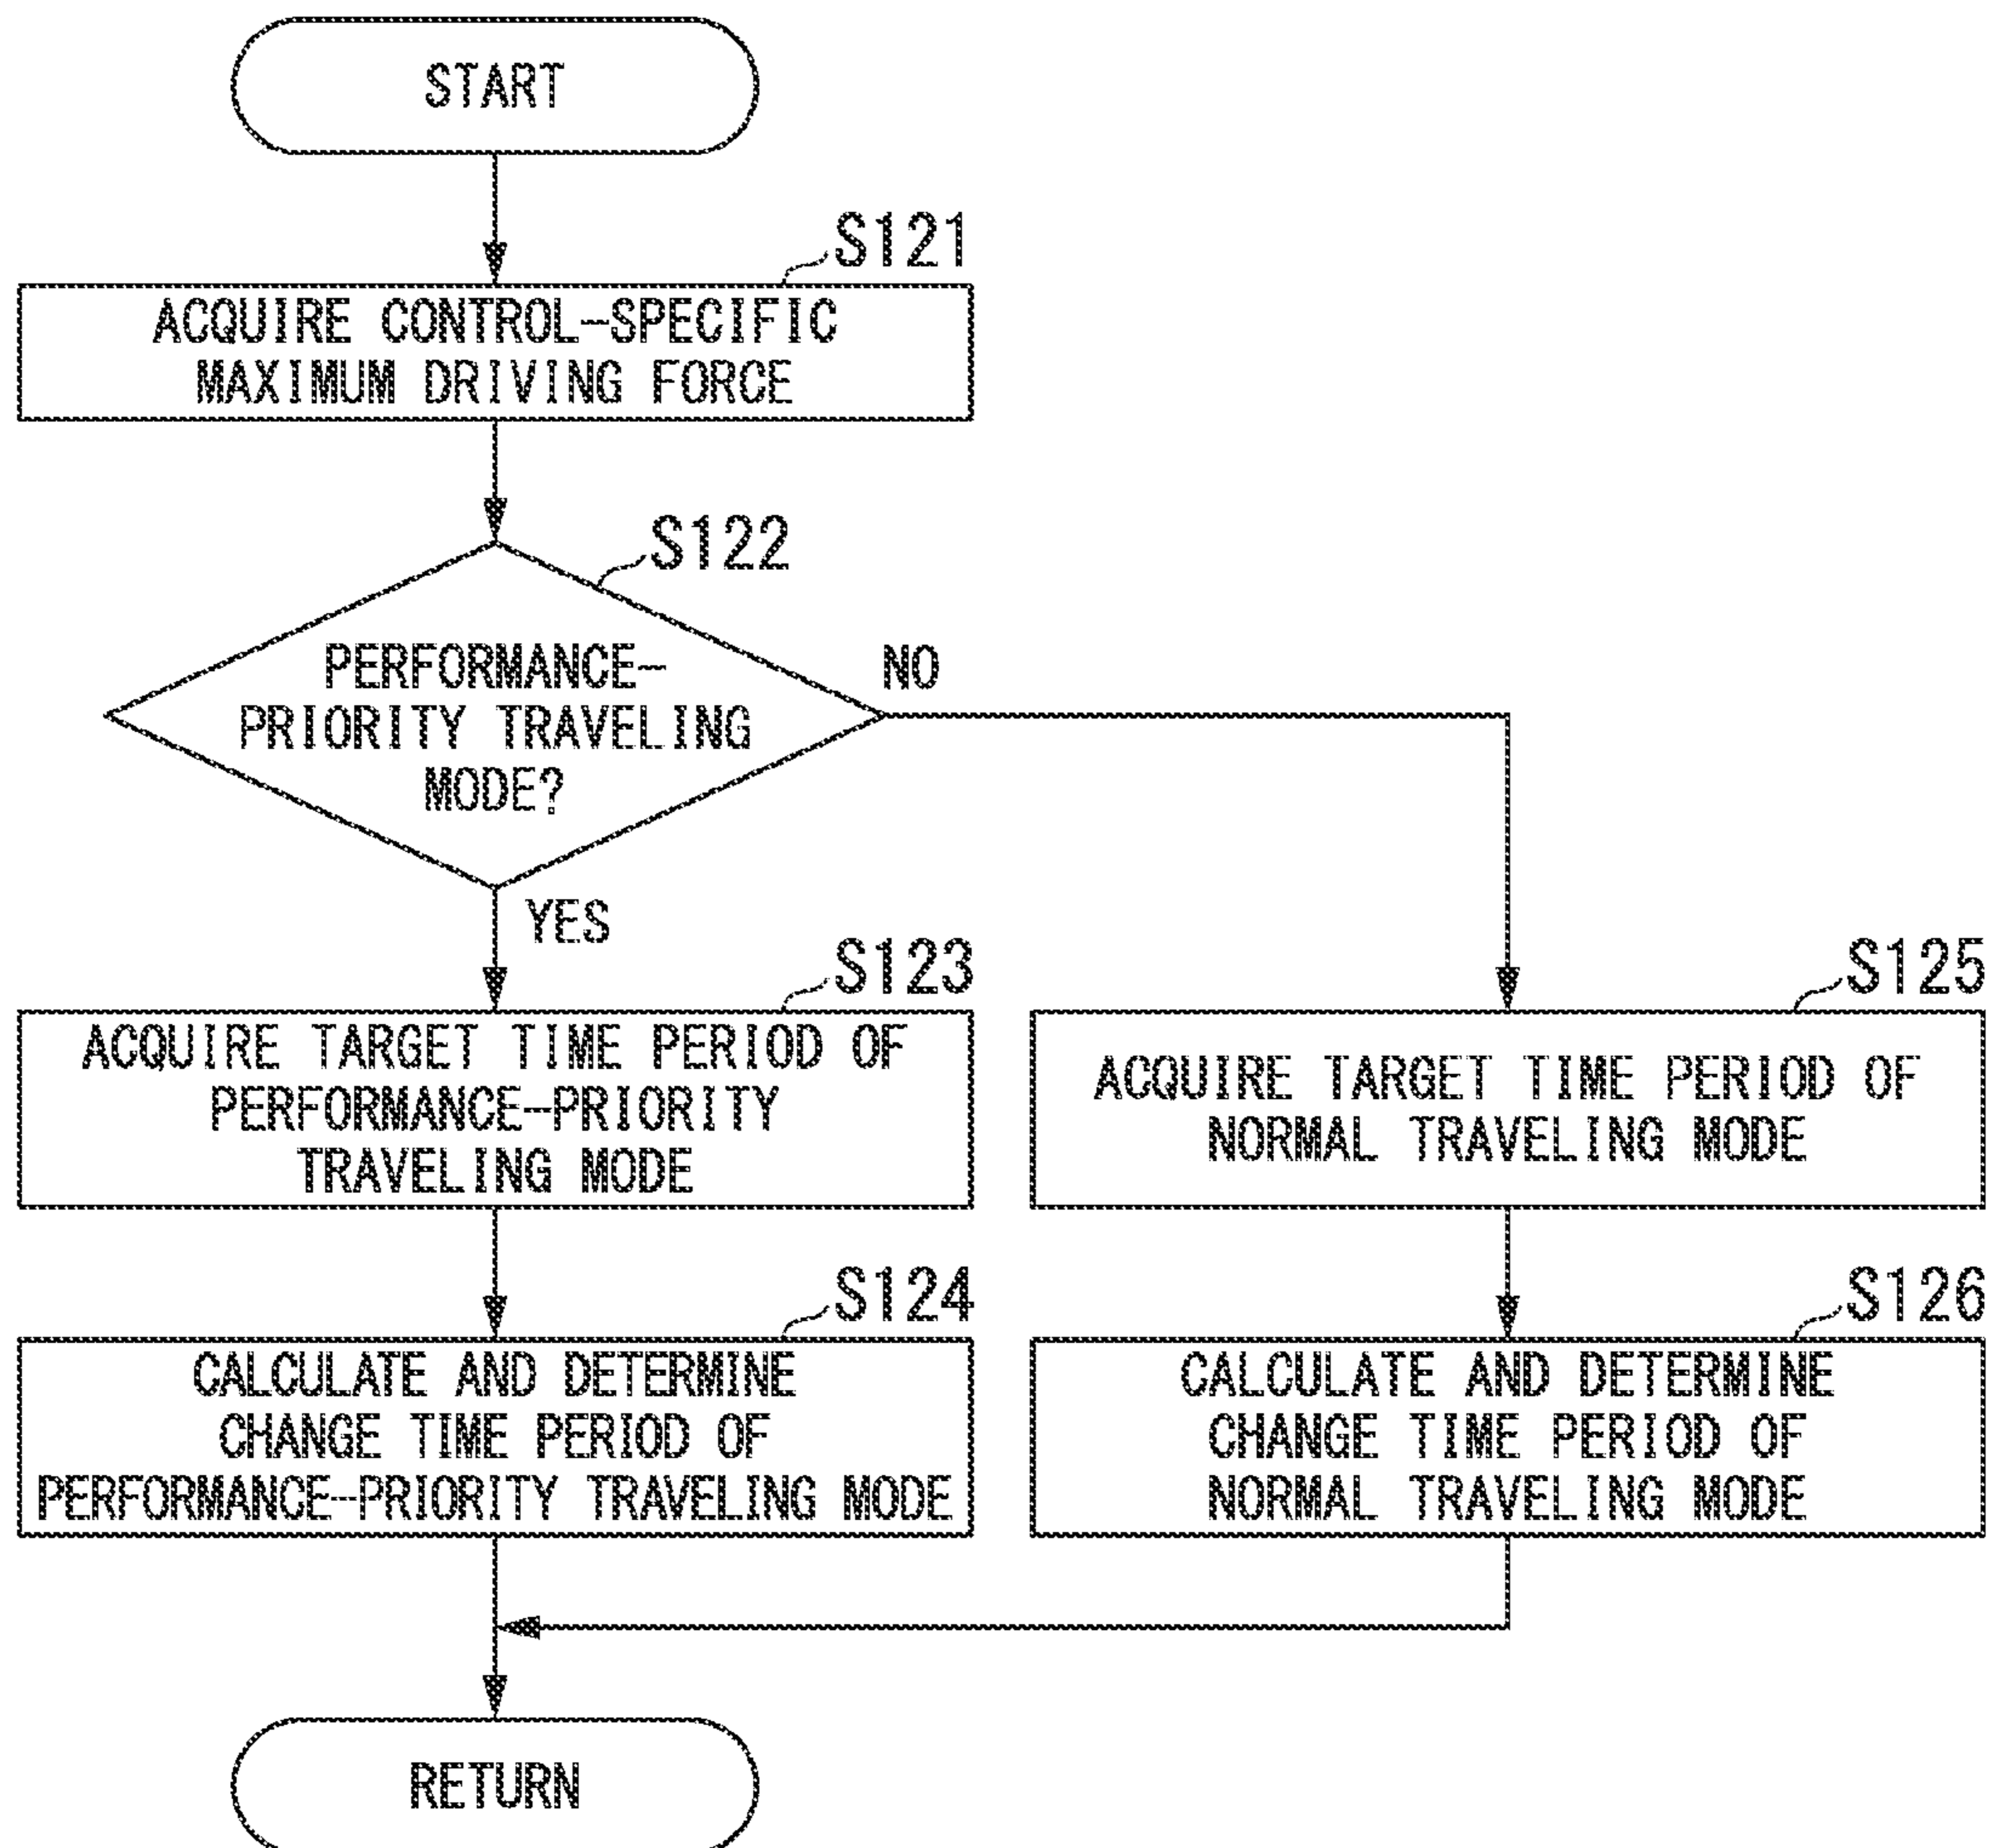 START
S121
ACQUIRE CONTROL-SPECIFIC
MAXIMUM DRIVING FORCE
S122
PERFORMANCE-
PRIORITY TRAVELING
MODE?
NO
YES
S123
ACQUIRE TARGET TIME PERIOD OF
PERFORMANCE-PRIORITY
TRAVELING MODE
S125
ACQUIRE TARGET TIME PERIOD OF
NORMAL TRAVELING MODE
S124
CALCULATE AND DETERMINE
CHANGE TIME PERIOD OF
PERFORMANCE-PRIORITY TRAVELING MODE
S126
CALCULATE AND DETERMINE
CHANGE TIME PERIOD OF
NORMAL TRAVELING MODE
RETURN